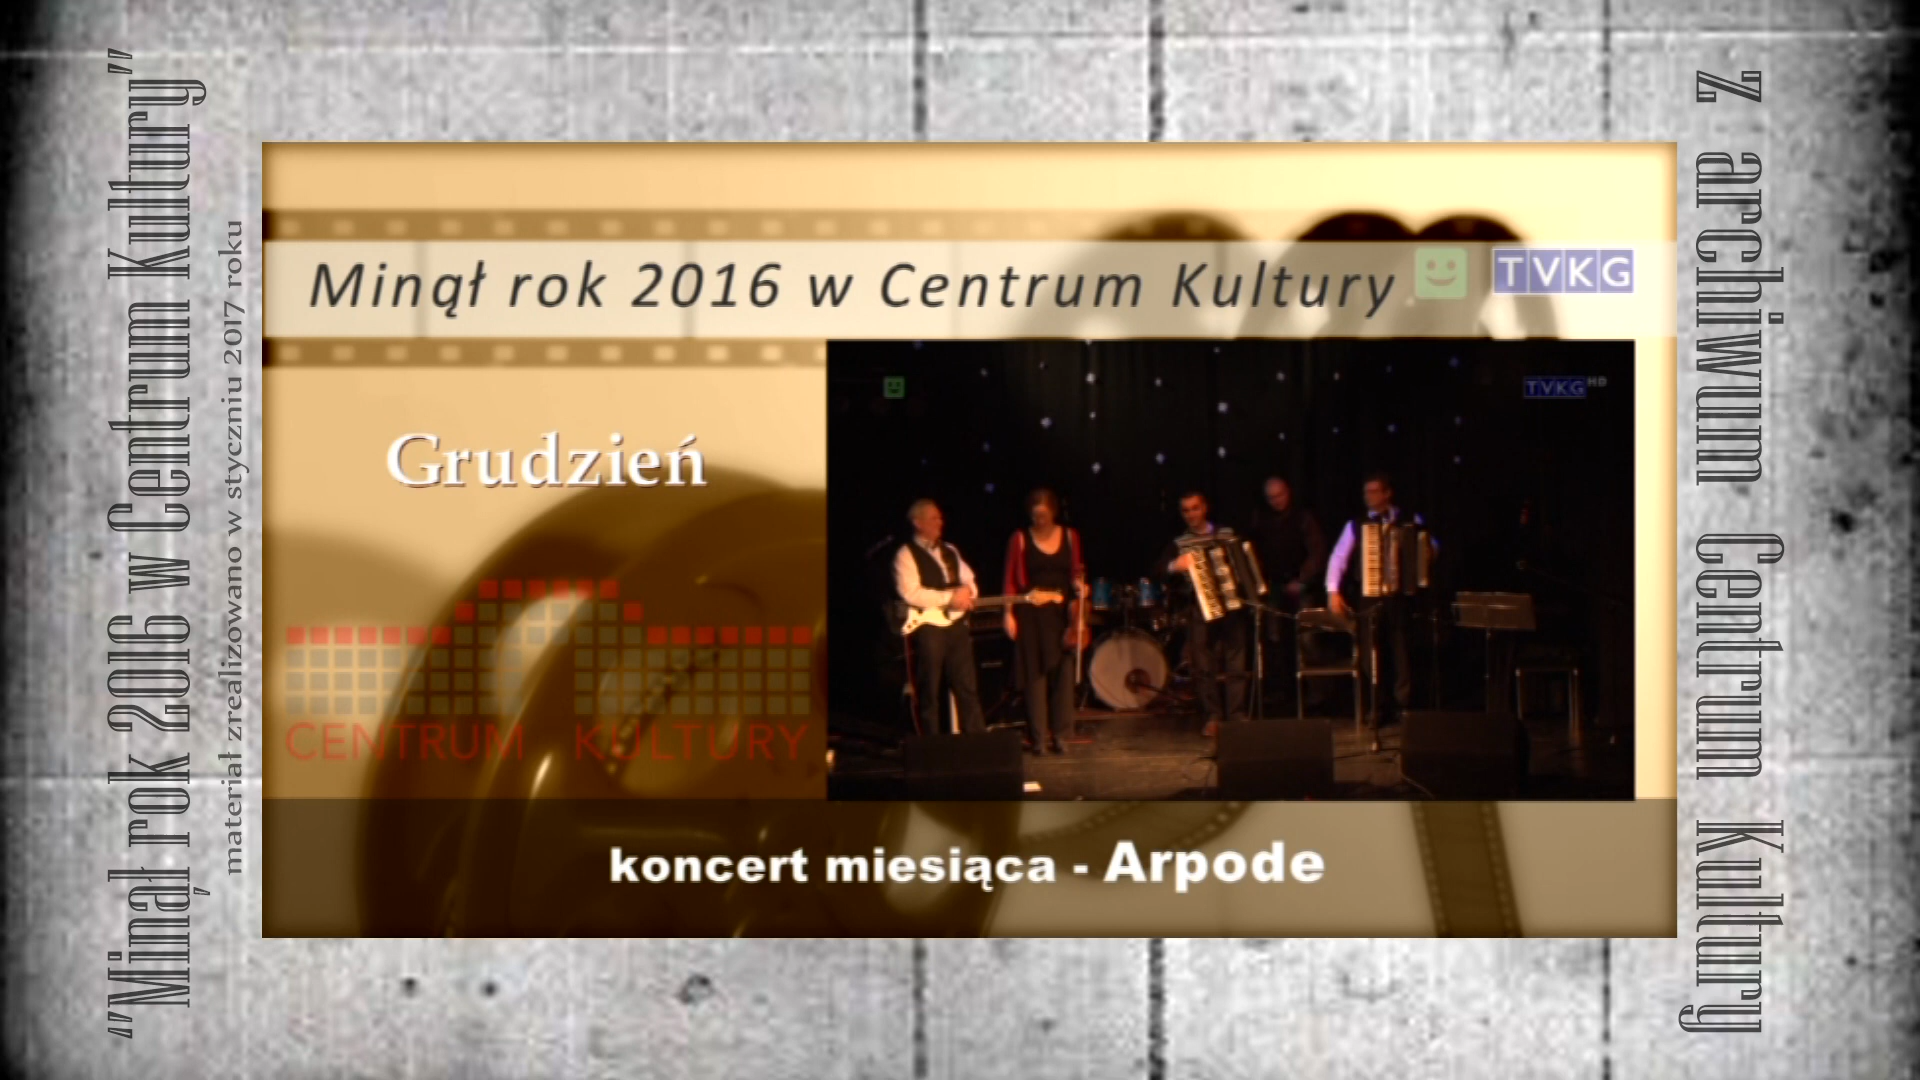 "Minął rok 2016 w Centrum Kultury"
materiał zrealizowano w styczniu 2017 roku
Minął rok 2016 w Centrum Kultury
TVKG
TVKG HD
Grudzień
CENTRUM KULTURY
koncert miesiąca - Arpode
Z archiwum Centrum Kultury